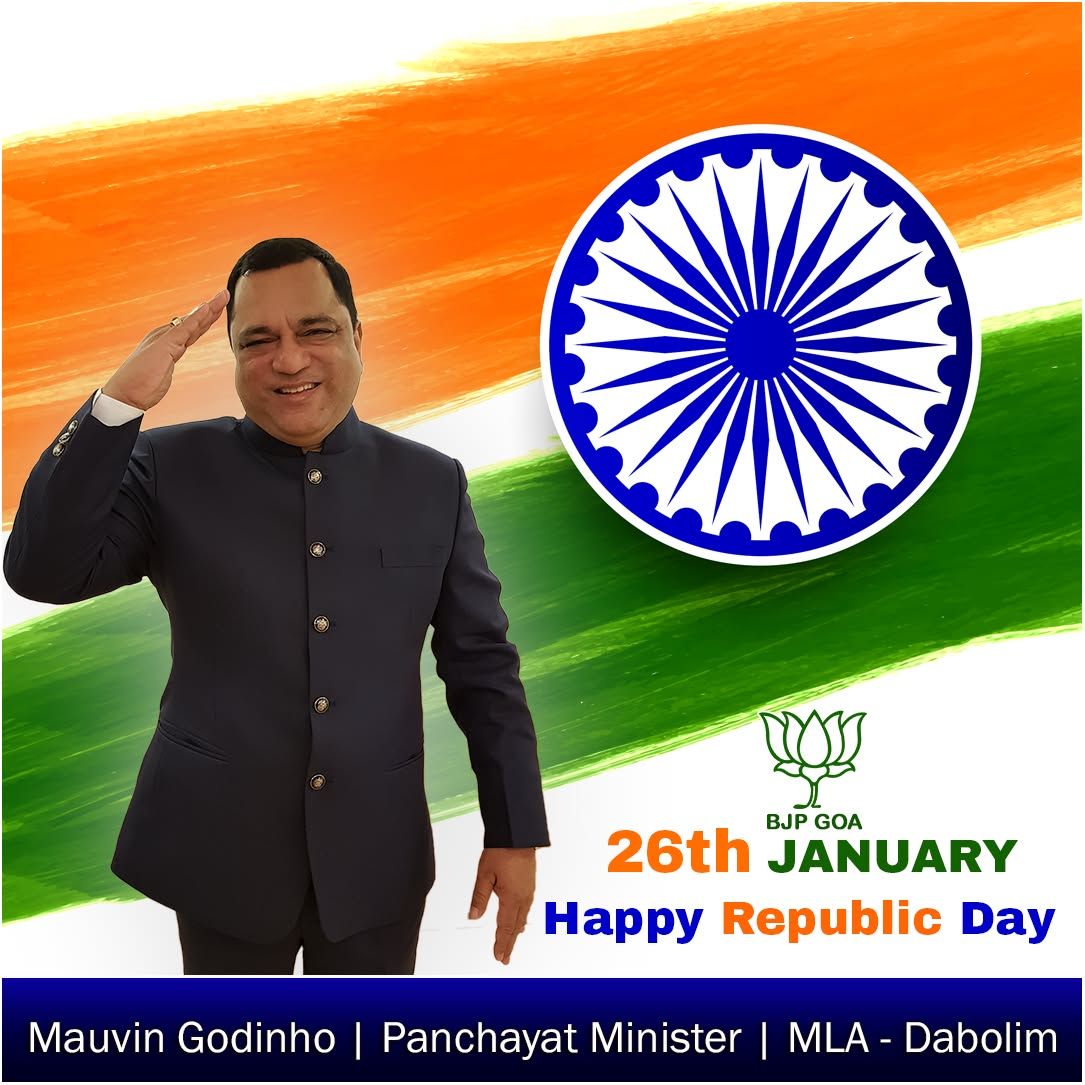 BJP GOA
26th JANUARY
Happy Republic Day
Mauvin Godinho | Panchayat Minister | MLA - Dabolim